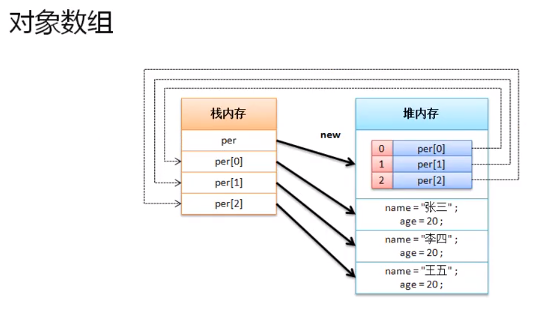 对象数组
栈内存
per
per[0]
per[1]
per[2]
new
堆内存
0 per[0]
1 per[1]
2 per[2]
name = "张三" ;
age = 20 ;
name = "李四" ;
age = 20 ;
name = "王五" ;
age = 20 ;